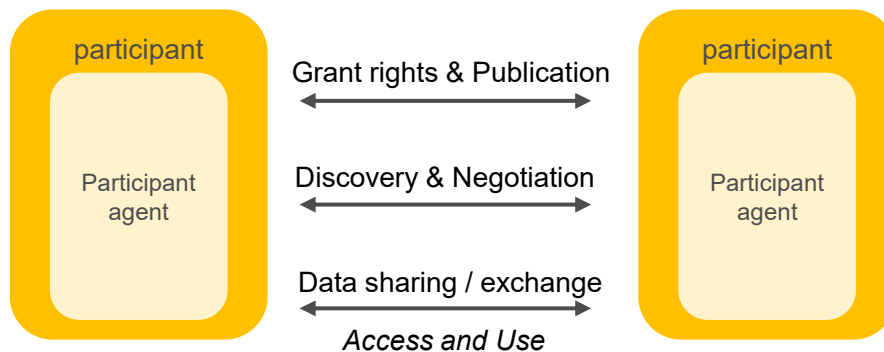 participant
Participant
agent
Grant rights & Publication
Discovery & Negotiation
Data sharing / exchange
Access and Use
participant
Participant
agent